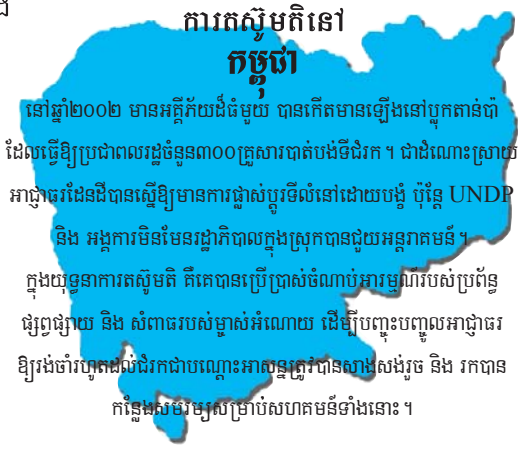 ការតស៊ូមតិនៅ
កម្ពុជា
នៅឆ្នាំ២០០២ មានអគ្គីភ័យដ៏ធំមួយ បានកើតមានឡើងនៅប្លុកតាន់ប៉ា
ដែលធ្វើឱ្យប្រជាពលរដ្ឋចំនួន៣០០គ្រួសារបាត់បង់ទីជំរក ។ ជាដំណោះស្រាយ
អាជ្ញាធរដែនដីបានស្នើឱ្យមានការផ្លាស់ប្តូរទីលំនៅដោយបង្ខំ ប៉ុន្តែ UNDP
និង អង្គការមិនមែនរដ្ឋាភិបាលក្នុងស្រុកបានជួយអន្តរាគមន៍ ។
ក្នុងយុទ្ធនាការតស៊ូមតិ គឺគេបានប្រើប្រាស់ចំណាប់អារម្មណ៍របស់ប្រព័ន្ធ
ផ្សព្វផ្សាយ និង សំពាធរបស់ម្ចាស់អំណោយ ដើម្បីបញ្ចុះបញ្ចូលអាជ្ញាធរ
ឱ្យរង់ចាំរហូតដល់ជំរកជាបណ្តោះអាសន្នត្រូវបានសាងសង់រួច និង រកបាន
កន្លែងសមរម្យសម្រាប់សហគមន៍ទាំងនោះ ។